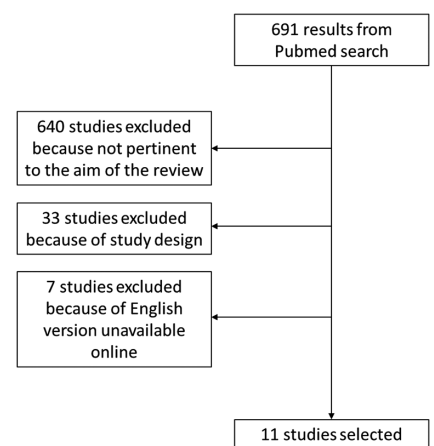 691 results from
Pubmed search
640 studies excluded
because not pertinent
to the aim of the review
33 studies excluded
because of study design
7 studies excluded
because of English
version unavailable
online
11 studies selected